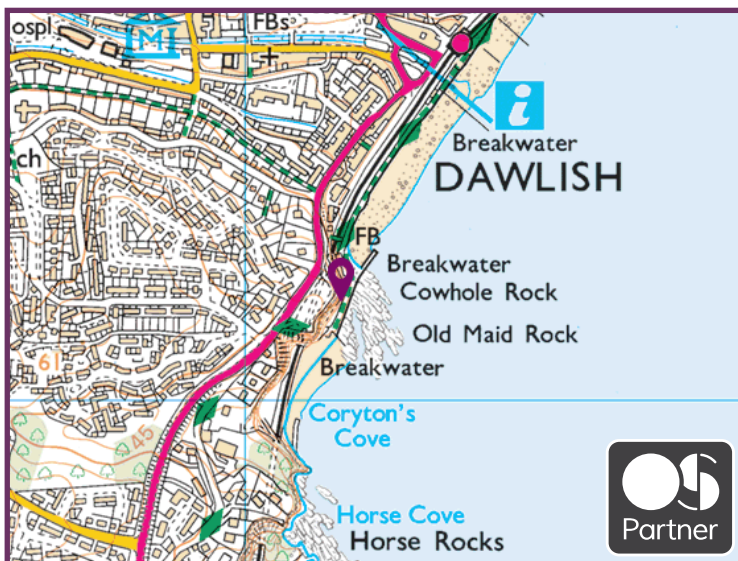 ospl
M
FBs
i
Breakwater
DAWLISH
ch
FB
Breakwater
Cowhole Rock
Old Maid Rock
61
Breakwater
Coryton's
Cove
45
Horse Cove
Horse Rocks
OS
Partner